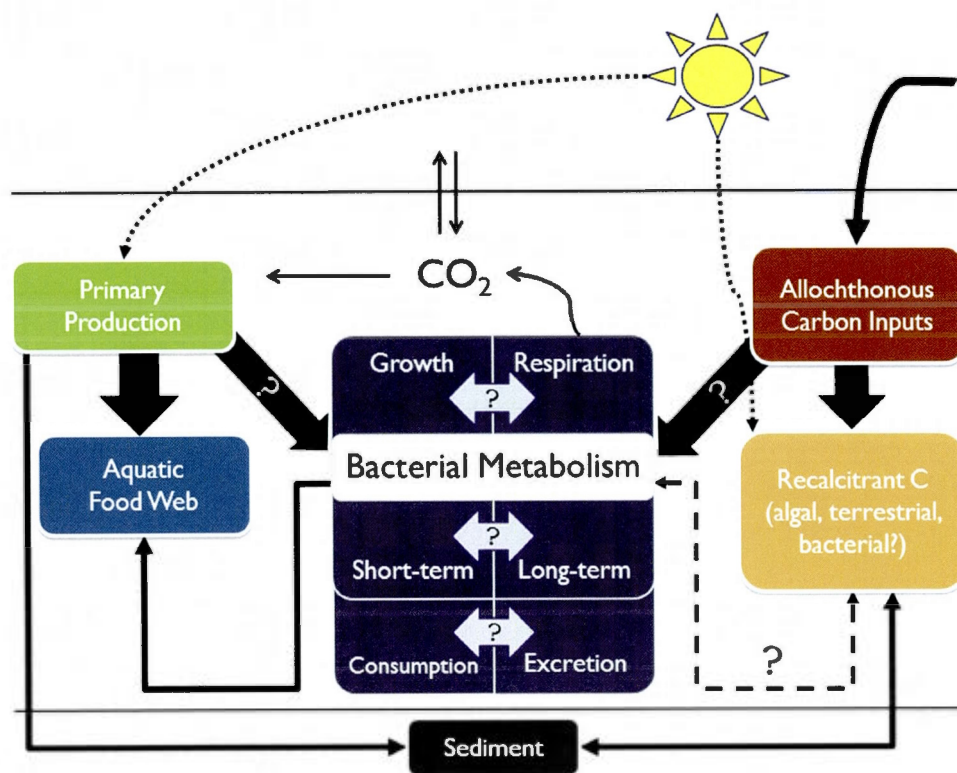 CO2
Primary
Production
Allochthonous
Carbon Inputs
?
?
Growth
Respiration
?
Bacterial Metabolism
Aquatic
Food Web
Recalcitrant C
(algal, terrestrial,
bacterial?)
?
Short-term
Long-term
?
Consumption
Excretion
?
Sediment